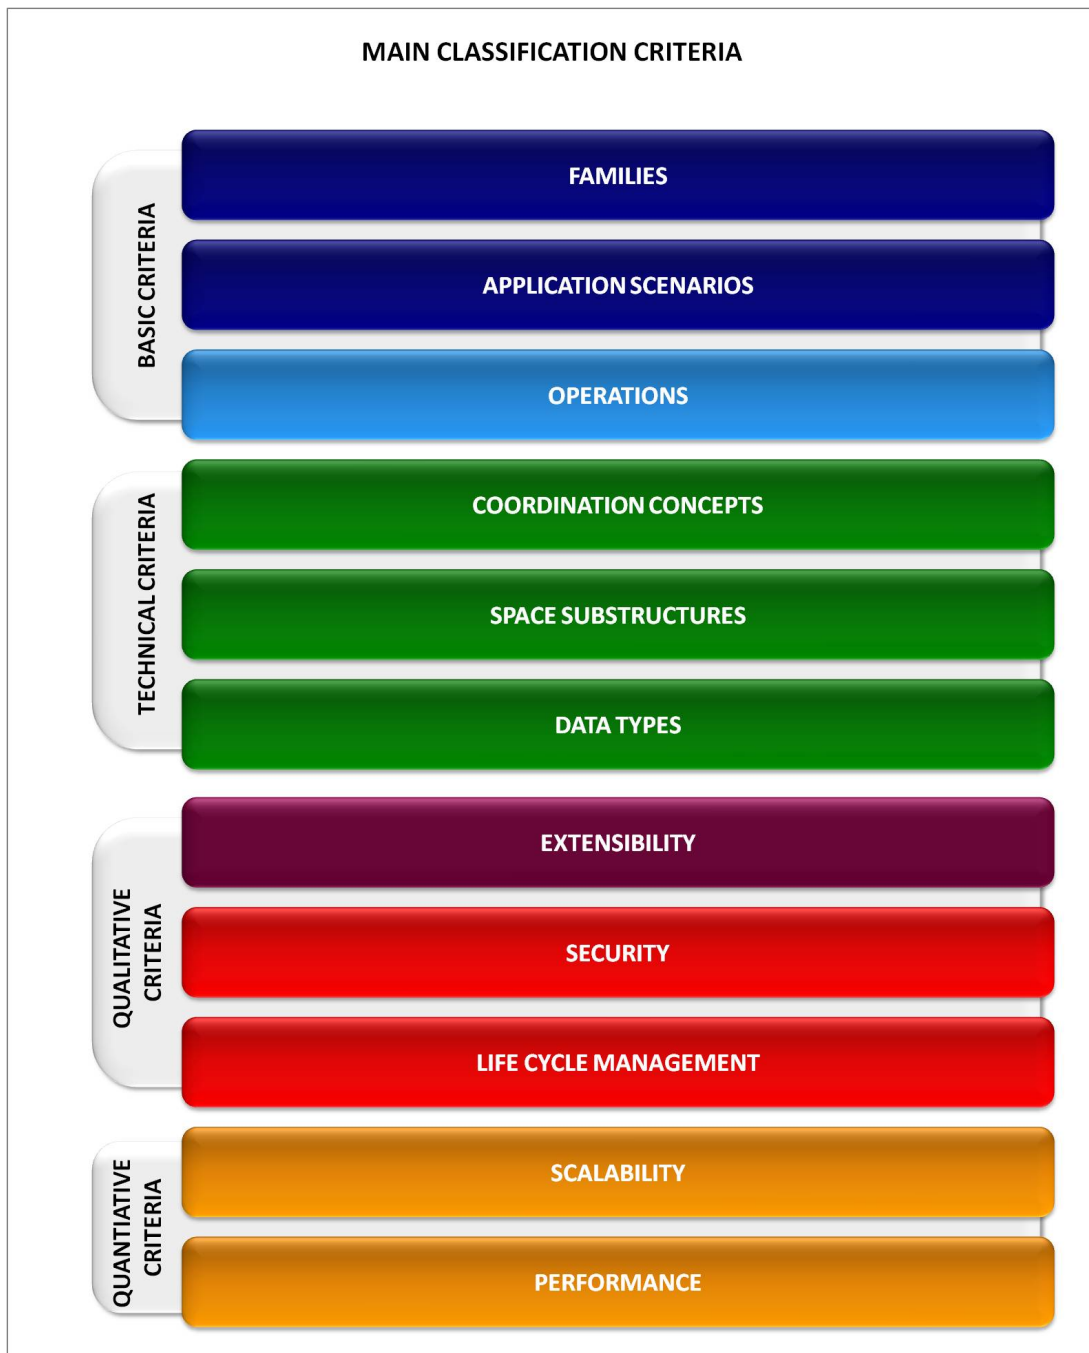 MAIN CLASSIFICATION CRITERIA
BASIC CRITERIA
FAMILIES
APPLICATION SCENARIOS
OPERATIONS
TECHNICAL CRITERIA
COORDINATION CONCEPTS
SPACE SUBSTRUCTURES
DATA TYPES
QUALITATIVE
CRITERIA
EXTENSIBILITY
SECURITY
LIFE CYCLE MANAGEMENT
QUANTIATIVE
CRITERIA
SCALABILITY
PERFORMANCE